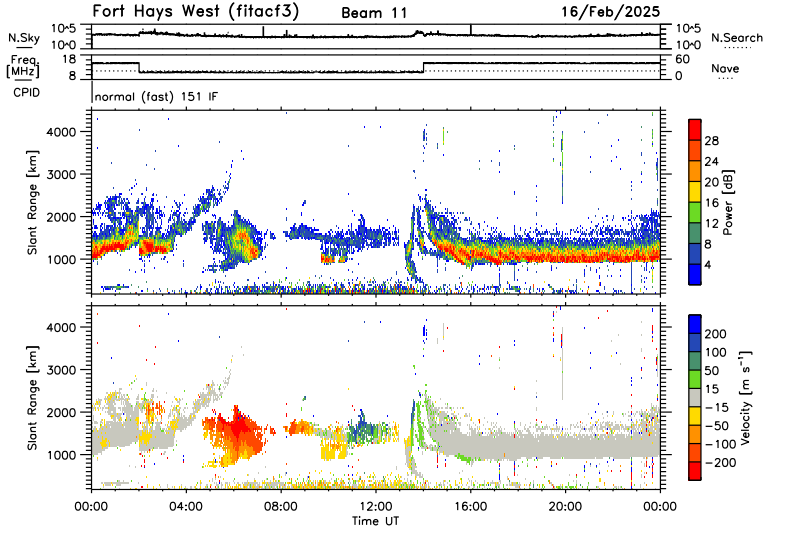 Fort Hays West (fitacf3) Beam 11 16/Feb/2025
N.Sky 10^5 10^0 N.Search
Freq. [MHz] 18 8 60 0 Nave
CPID normal (fast) 151 IF
Slant Range [km] 4000 3000 2000 1000
Power [dB] 28 24 20 16 12 8 4
Slant Range [km] 4000 3000 2000 1000
Velocity [m s⁻¹] 200 100 50 15 −15 −50 −100 −200
00:00 04:00 08:00 12:00 16:00 20:00 00:00
Time UT